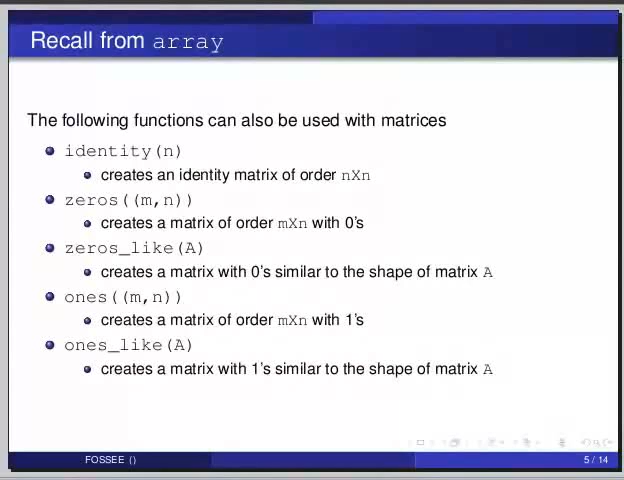 Recall from array
The following functions can also be used with matrices
identity(n)
creates an identity matrix of order nXn
zeros((m,n))
creates a matrix of order mXn with 0's
zeros_like(A)
creates a matrix with 0's similar to the shape of matrix A
ones((m,n))
creates a matrix of order mXn with 1's
ones_like(A)
creates a matrix with 1's similar to the shape of matrix A
FOSSEE () 5 / 14